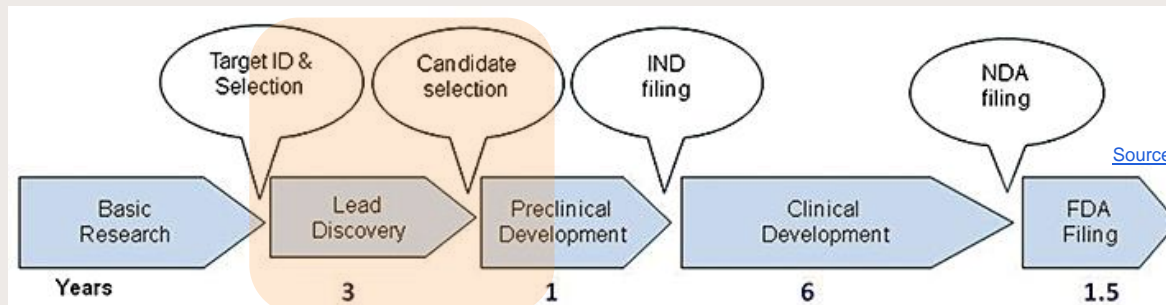 Target ID &
Selection
Candidate
selection
IND
filing
NDA
filing
Source
Basic
Research
Lead
Discovery
Preclinical
Development
Clinical
Development
FDA
Filing
Years
3
1
6
1.5